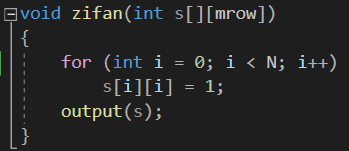 void zifan(int s[][mrow])
{
for (int i = 0; i < N; i++)
s[i][i] = 1;
output(s);
}